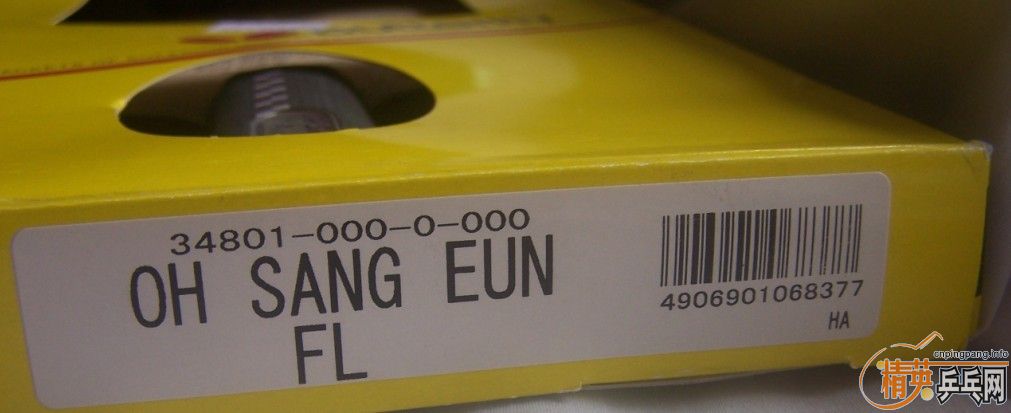 34801-000-0-000
OH SANG EUN
FL
4906901068377
HA
cnpingpang.info
精英乒乓网